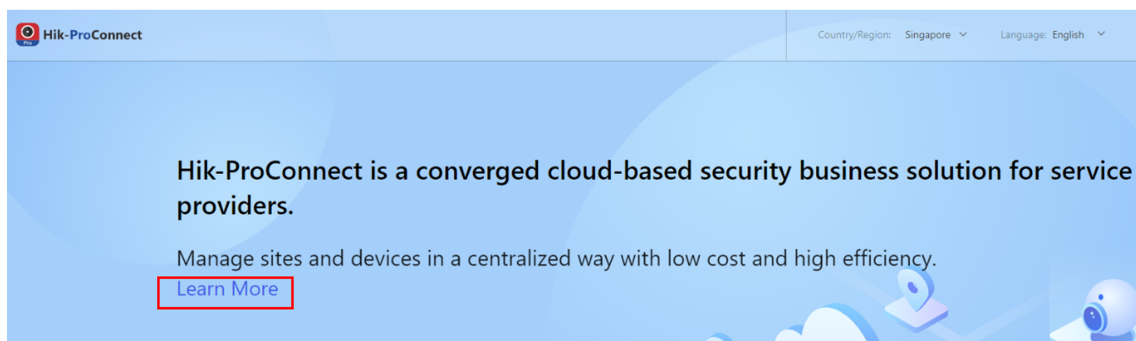 Hik-ProConnect
Country/Region: Singapore
Language: English
Pro
Hik-ProConnect is a converged cloud-based security business solution for service
providers.
Manage sites and devices in a centralized way with low cost and high efficiency.
Learn More